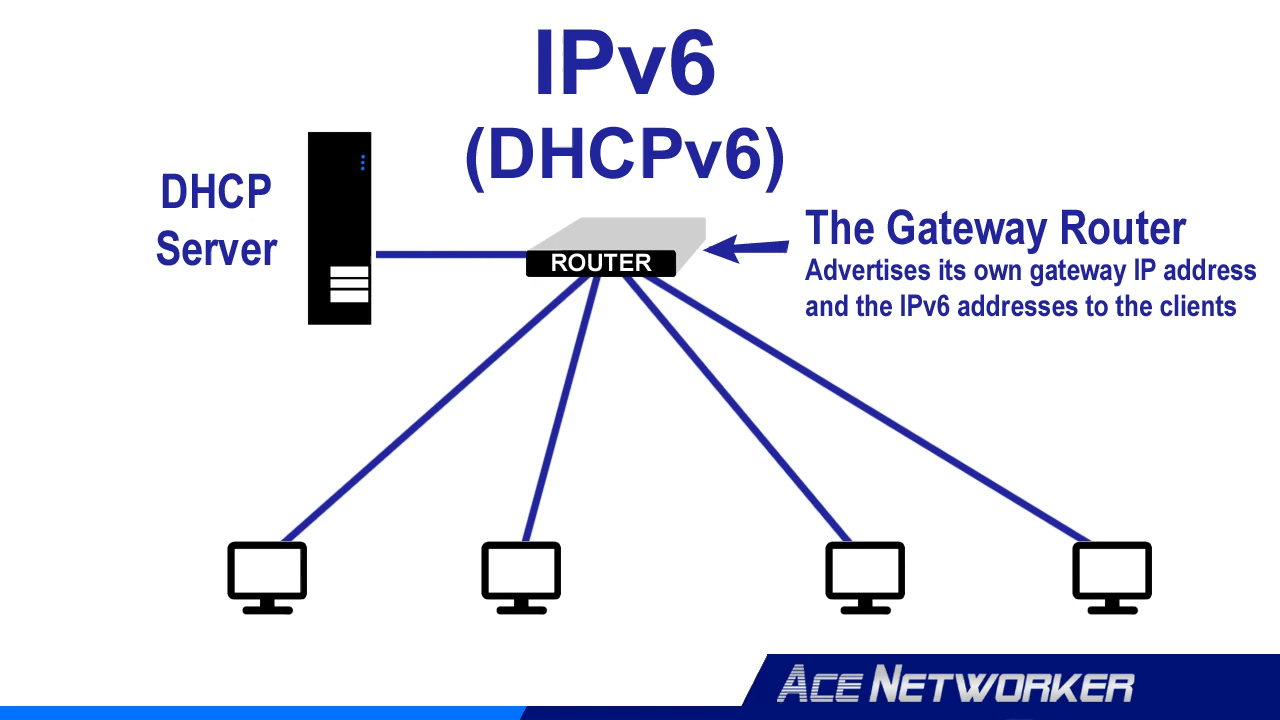 IPv6
(DHCPv6)
DHCP
Server
ROUTER
The Gateway Router
Advertises its own gateway IP address
and the IPv6 addresses to the clients
ACE NETWORKER